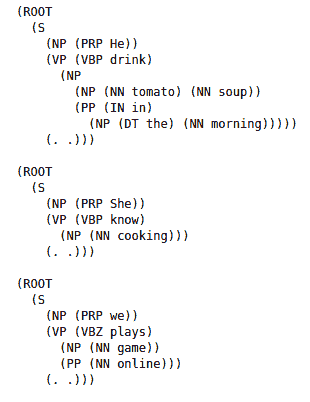 (ROOT
(S
(NP (PRP He))
(VP (VBP drink)
(NP
(NP (NN tomato) (NN soup))
(PP (IN in)
(NP (DT the) (NN morning)))))
(. .)))
(ROOT
(S
(NP (PRP She))
(VP (VBP know)
(NP (NN cooking)))
(. .)))
(ROOT
(S
(NP (PRP we))
(VP (VBZ plays)
(NP (NN game))
(PP (NN online)))
(. .)))